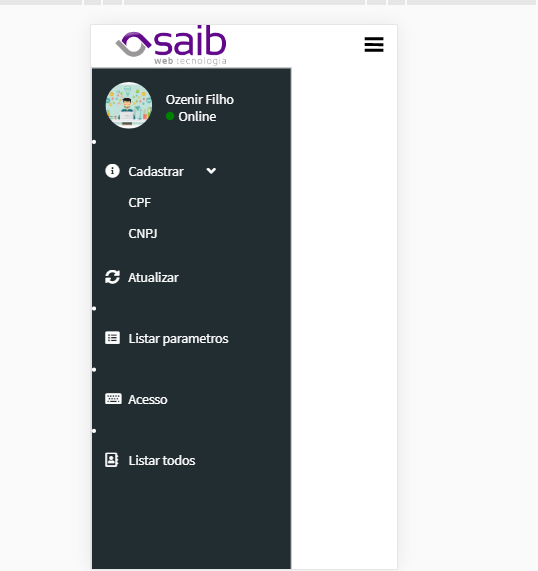 saib
web tecnologia
Ozenir Filho
Online
Cadastrar
CPF
CNPJ
Atualizar
Listar parametros
Acesso
Listar todos